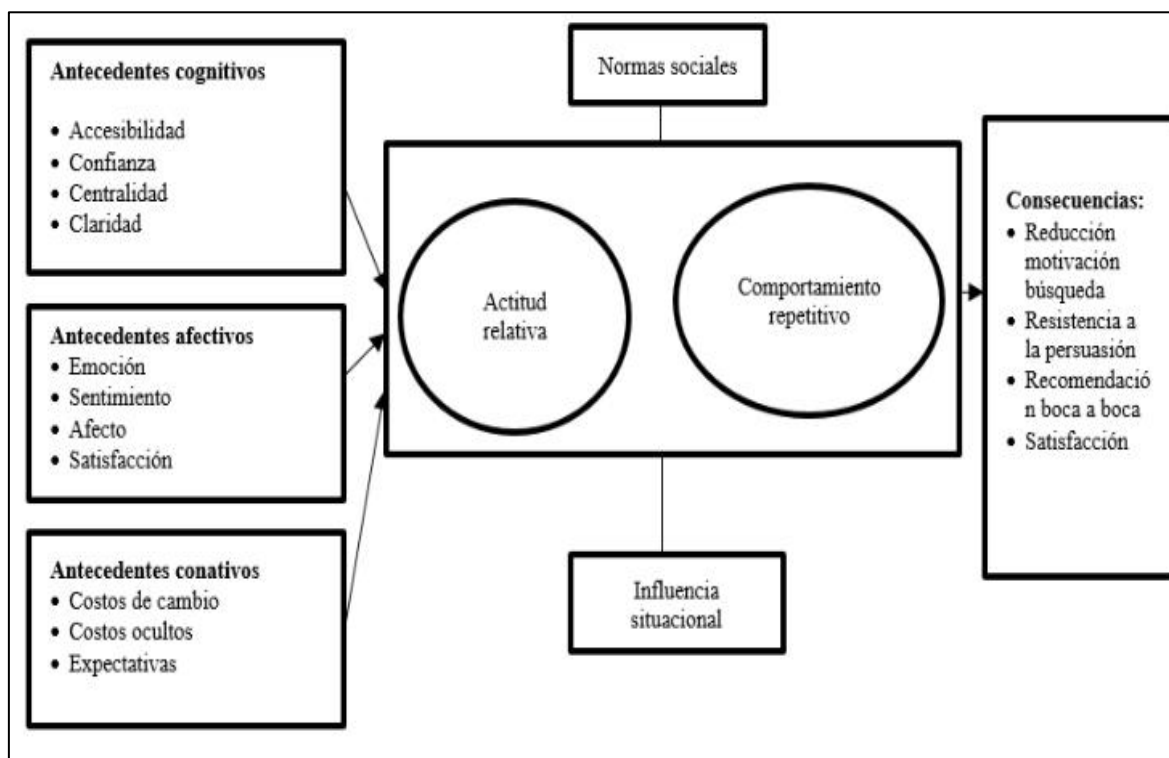 Antecedentes cognitivos
• Accesibilidad
• Confianza
• Centralidad
• Claridad
Antecedentes afectivos
• Emoción
• Sentimiento
• Afecto
• Satisfacción
Antecedentes conativos
• Costos de cambio
• Costos ocultos
• Expectativas
Normas sociales
Actitud
relativa
Comportamiento
repetitivo
Influencia
situacional
Consecuencias:
• Reducción
motivación
búsqueda
• Resistencia a
la persuasión
• Recomendación
n boca a boca
• Satisfacción